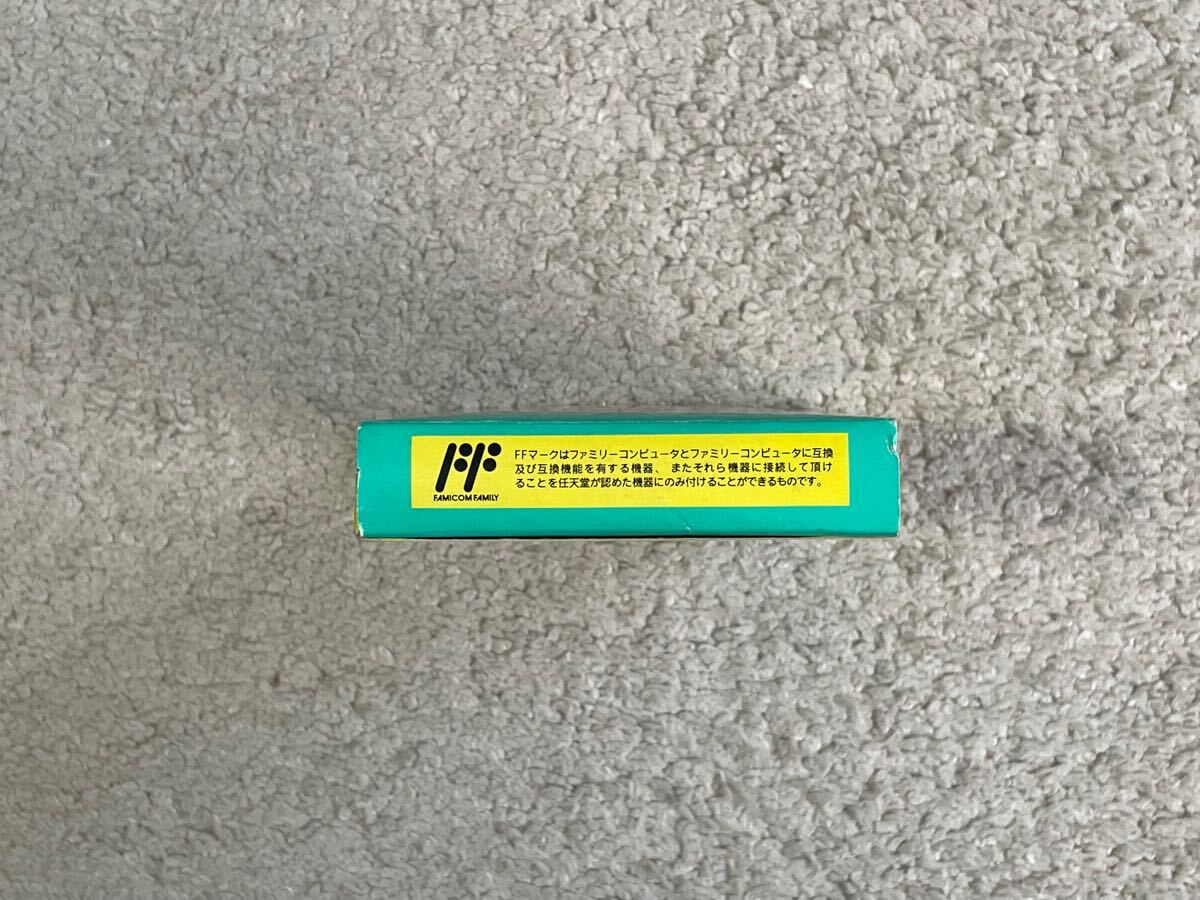 FF
FAMICOM FAMILY
FFマークはファミリーコンピュータとファミリーコンピュータに互換
及び互換機能を有する機器、またそれら機器に接続して頂け
ることを任天堂が認めた機器にのみ付けることができるものです。